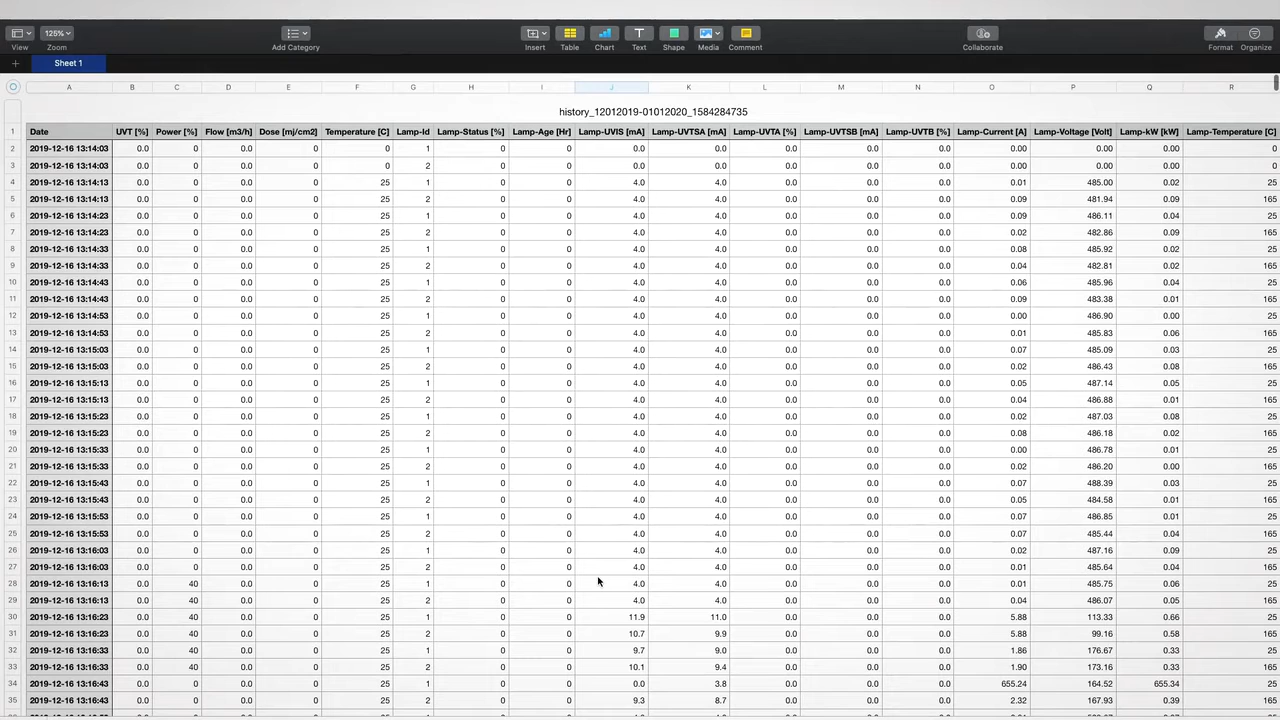 125%
View Zoom Add Category Insert Table Chart Text Shape Media Comment Collaborate Format Organize
+ Sheet 1
A B C D E F G H I J K L M N O P Q R
history_12012019-01012020_1584284735
1 Date UVT [%] Power [%] Flow [m3/h] Dose [mj/cm2] Temperature [C] Lamp-Id Lamp-Status [%] Lamp-Age [Hr] Lamp-UVIS [mA] Lamp-UVTSA [mA] Lamp-UVTA [%] Lamp-UVTSB [mA] Lamp-UVTB [%] Lamp-Current [A] Lamp-Voltage [Volt] Lamp-kW [kW] Lamp-Temperature [C]
2 2019-12-16 13:14:03 0.0 0 0.0 0 0 1 0 0 0.0 0.0 0.0 0.0 0.0 0.00 0.00 0.00 0
3 2019-12-16 13:14:03 0.0 0 0.0 0 0 2 0 0 0.0 0.0 0.0 0.0 0.0 0.00 0.00 0.00 0
4 2019-12-16 13:14:13 0.0 0 0.0 0 25 1 0 0 4.0 4.0 0.0 0.0 0.0 0.01 485.00 0.02 25
5 2019-12-16 13:14:13 0.0 0 0.0 0 25 2 0 0 4.0 4.0 0.0 0.0 0.0 0.09 481.94 0.09 165
6 2019-12-16 13:14:23 0.0 0 0.0 0 25 1 0 0 4.0 4.0 0.0 0.0 0.0 0.09 486.11 0.04 25
7 2019-12-16 13:14:23 0.0 0 0.0 0 25 2 0 0 4.0 4.0 0.0 0.0 0.0 0.02 482.86 0.09 165
8 2019-12-16 13:14:33 0.0 0 0.0 0 25 1 0 0 4.0 4.0 0.0 0.0 0.0 0.08 485.92 0.02 25
9 2019-12-16 13:14:33 0.0 0 0.0 0 25 2 0 0 4.0 4.0 0.0 0.0 0.0 0.04 482.81 0.02 165
10 2019-12-16 13:14:43 0.0 0 0.0 0 25 1 0 0 4.0 4.0 0.0 0.0 0.0 0.06 485.96 0.04 25
11 2019-12-16 13:14:43 0.0 0 0.0 0 25 2 0 0 4.0 4.0 0.0 0.0 0.0 0.09 483.38 0.01 165
12 2019-12-16 13:14:53 0.0 0 0.0 0 25 1 0 0 4.0 4.0 0.0 0.0 0.0 0.00 486.90 0.00 25
13 2019-12-16 13:14:53 0.0 0 0.0 0 25 2 0 0 4.0 4.0 0.0 0.0 0.0 0.01 485.83 0.06 165
14 2019-12-16 13:15:03 0.0 0 0.0 0 25 1 0 0 4.0 4.0 0.0 0.0 0.0 0.07 485.09 0.03 25
15 2019-12-16 13:15:03 0.0 0 0.0 0 25 2 0 0 4.0 4.0 0.0 0.0 0.0 0.02 486.43 0.08 165
16 2019-12-16 13:15:13 0.0 0 0.0 0 25 1 0 0 4.0 4.0 0.0 0.0 0.0 0.05 487.14 0.05 25
17 2019-12-16 13:15:13 0.0 0 0.0 0 25 2 0 0 4.0 4.0 0.0 0.0 0.0 0.04 486.88 0.01 165
18 2019-12-16 13:15:23 0.0 0 0.0 0 25 1 0 0 4.0 4.0 0.0 0.0 0.0 0.02 487.03 0.08 25
19 2019-12-16 13:15:23 0.0 0 0.0 0 25 2 0 0 4.0 4.0 0.0 0.0 0.0 0.08 486.18 0.02 165
20 2019-12-16 13:15:33 0.0 0 0.0 0 25 1 0 0 4.0 4.0 0.0 0.0 0.0 0.00 486.78 0.01 25
21 2019-12-16 13:15:33 0.0 0 0.0 0 25 2 0 0 4.0 4.0 0.0 0.0 0.0 0.02 486.20 0.00 165
22 2019-12-16 13:15:43 0.0 0 0.0 0 25 1 0 0 4.0 4.0 0.0 0.0 0.0 0.07 488.39 0.03 25
23 2019-12-16 13:15:43 0.0 0 0.0 0 25 2 0 0 4.0 4.0 0.0 0.0 0.0 0.05 484.58 0.01 165
24 2019-12-16 13:15:53 0.0 0 0.0 0 25 1 0 0 4.0 4.0 0.0 0.0 0.0 0.07 486.85 0.01 25
25 2019-12-16 13:15:53 0.0 0 0.0 0 25 2 0 0 4.0 4.0 0.0 0.0 0.0 0.07 485.44 0.04 165
26 2019-12-16 13:16:03 0.0 0 0.0 0 25 1 0 0 4.0 4.0 0.0 0.0 0.0 0.02 487.16 0.09 25
27 2019-12-16 13:16:03 0.0 0 0.0 0 25 2 0 0 4.0 4.0 0.0 0.0 0.0 0.01 485.64 0.04 165
28 2019-12-16 13:16:13 0.0 40 0.0 0 25 1 0 0 4.0 4.0 0.0 0.0 0.0 0.01 485.75 0.06 25
29 2019-12-16 13:16:13 0.0 40 0.0 0 25 2 0 0 4.0 4.0 0.0 0.0 0.0 0.04 486.07 0.05 165
30 2019-12-16 13:16:23 0.0 40 0.0 0 25 1 0 0 11.9 11.0 0.0 0.0 0.0 5.88 113.33 0.66 25
31 2019-12-16 13:16:23 0.0 40 0.0 0 25 2 0 0 10.7 9.9 0.0 0.0 0.0 5.88 99.16 0.58 165
32 2019-12-16 13:16:33 0.0 40 0.0 0 25 1 0 0 9.7 9.0 0.0 0.0 0.0 1.86 176.67 0.33 25
33 2019-12-16 13:16:33 0.0 40 0.0 0 25 2 0 0 10.1 9.4 0.0 0.0 0.0 1.90 173.16 0.33 165
34 2019-12-16 13:16:43 0.0 40 0.0 0 25 1 0 0 0.0 3.8 0.0 0.0 0.0 655.24 164.52 655.34 25
35 2019-12-16 13:16:43 0.0 40 0.0 0 25 2 0 0 9.3 8.7 0.0 0.0 0.0 2.32 167.93 0.39 165